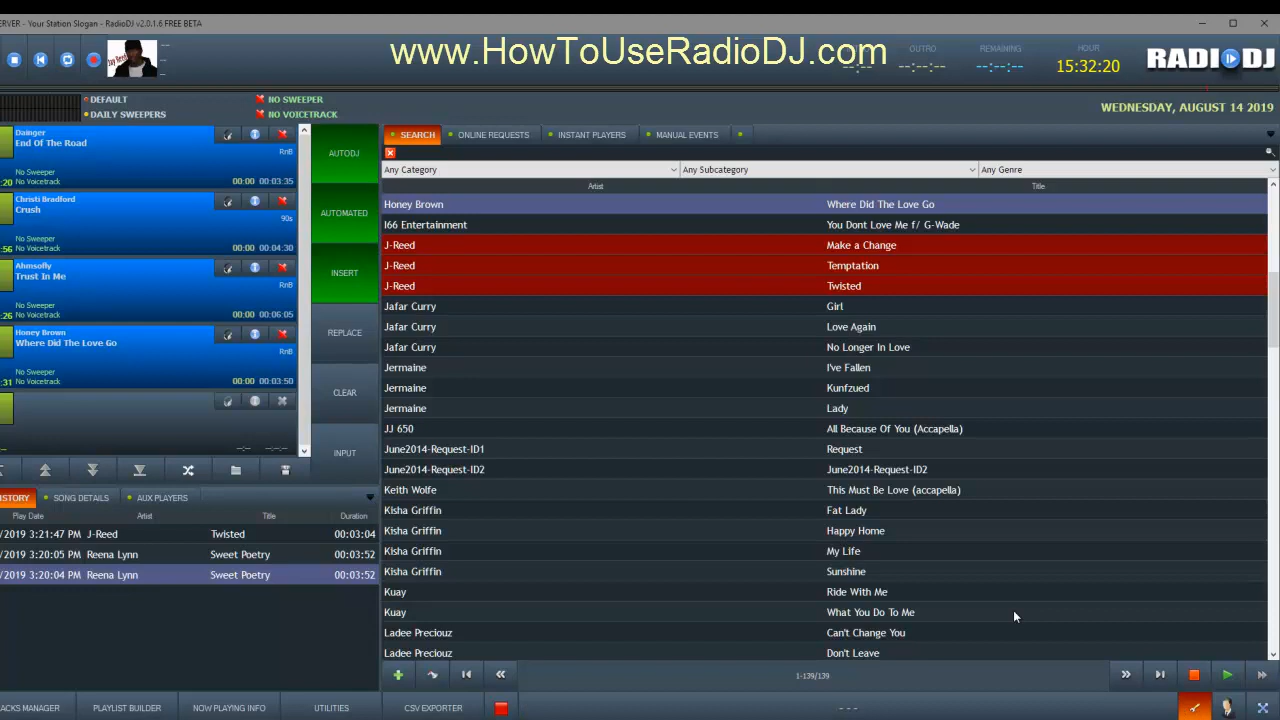 ERVER - Your Station Slogan - RadioDJ v2.0.1.6 FREE BETA
www.HowToUseRadioDJ.com
OUTRO REMAINING HOUR
--:-- --:--:-- --:--:-- 15:32:20
RADIODJ
DEFAULT NO SWEEPER
DAILY SWEEPERS NO VOICETRACK
WEDNESDAY, AUGUST 14 2019
Dainger
End Of The Road
RnB
No Sweeper
:20 No Voicetrack 00:00 00:03:35
Christi Bradford
Crush
90s
No Sweeper
:56 No Voicetrack 00:00 00:04:30
Ahmsofly
Trust In Me
RnB
No Sweeper
:26 No Voicetrack 00:00 00:06:05
Honey Brown
Where Did The Love Go
RnB
No Sweeper
:31 No Voicetrack 00:00 00:03:50
--:-- --:--:--
AUTODJ
AUTOMATED
INSERT
REPLACE
CLEAR
INPUT
ISTORY SONG DETAILS AUX PLAYERS
Play Date Artist Title Duration
/2019 3:21:47 PM J-Reed Twisted 00:03:04
/2019 3:20:05 PM Reena Lynn Sweet Poetry 00:03:52
/2019 3:20:04 PM Reena Lynn Sweet Poetry 00:03:52
SEARCH ONLINE REQUESTS INSTANT PLAYERS MANUAL EVENTS
Any Category Any Subcategory Any Genre
Artist Title
Honey Brown Where Did The Love Go
I66 Entertainment You Dont Love Me f/ G-Wade
J-Reed Make a Change
J-Reed Temptation
J-Reed Twisted
Jafar Curry Girl
Jafar Curry Love Again
Jafar Curry No Longer In Love
Jermaine I've Fallen
Jermaine Kunfzued
Jermaine Lady
JJ 650 All Because Of You (Accapella)
June2014-Request-ID1 Request
June2014-Request-ID2 June2014-Request-ID2
Keith Wolfe This Must Be Love (accapella)
Kisha Griffin Fat Lady
Kisha Griffin Happy Home
Kisha Griffin My Life
Kisha Griffin Sunshine
Kuay Ride With Me
Kuay What You Do To Me
Ladee Preciouz Can't Change You
Ladee Preciouz Don't Leave
1-139/139
ACKS MANAGER PLAYLIST BUILDER NOW PLAYING INFO UTILITIES CSV EXPORTER - - -